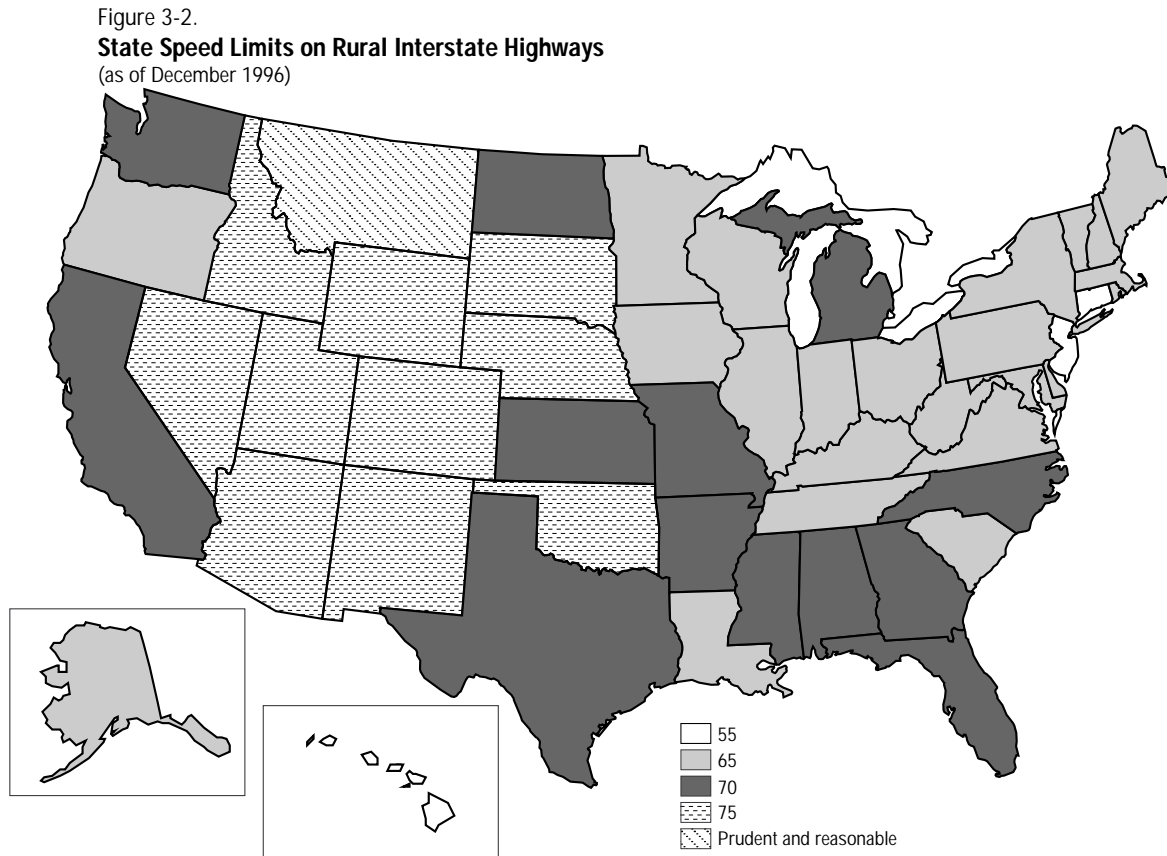 Figure 3-2.
State Speed Limits on Rural Interstate Highways
(as of December 1996)
55
65
70
75
Prudent and reasonable